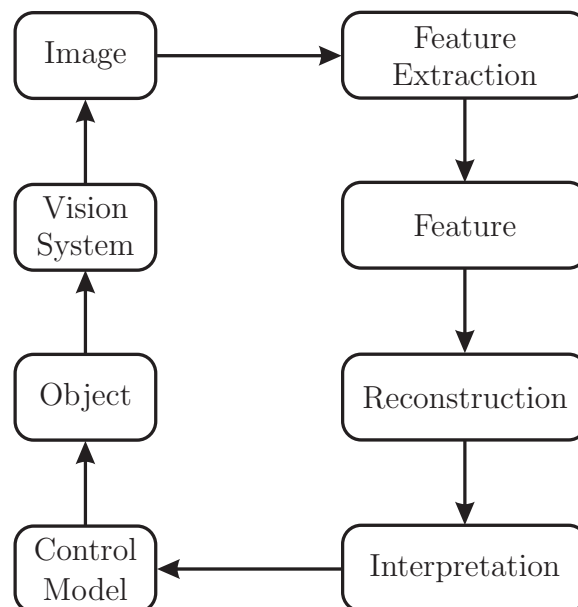 Image
Feature
Extraction
Vision
System
Feature
Object
Reconstruction
Control
Model
Interpretation